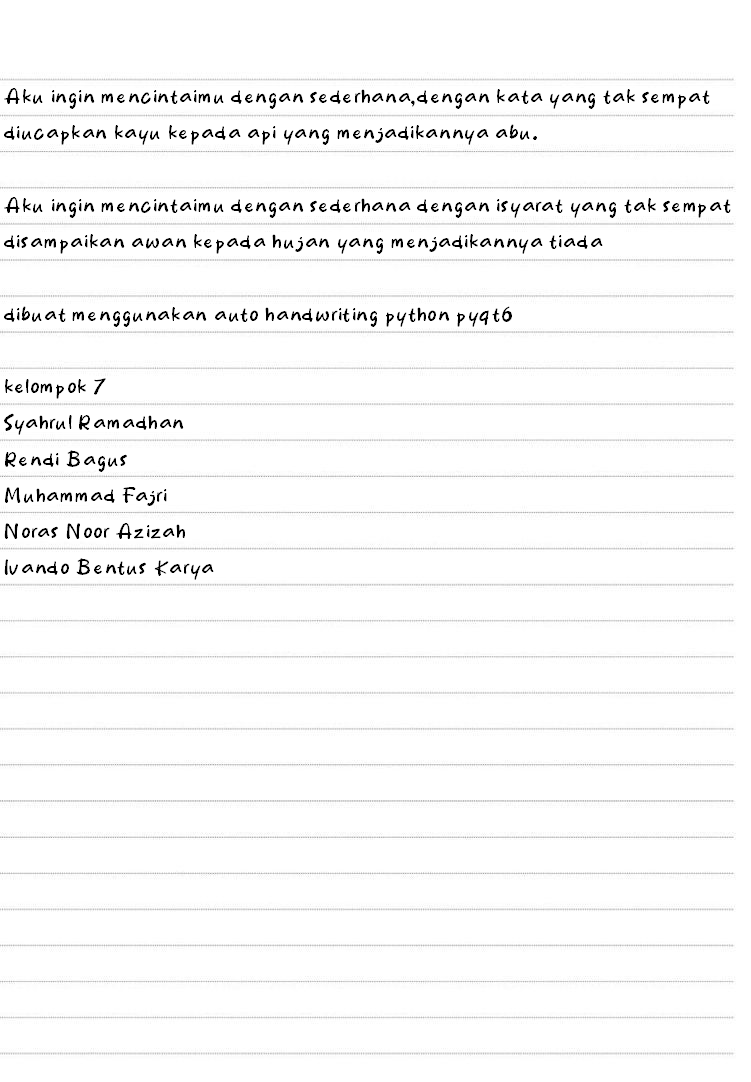 Aku ingin mencintaimu dengan sederhana,dengan kata yang tak sempat
diucapkan kayu kepada api yang menjadikannya abu.
Aku ingin mencintaimu dengan sederhana dengan isyarat yang tak sempat
disampaikan awan kepada hujan yang menjadikannya tiada
dibuat menggunakan auto handwriting python pyqt6
kelompok 7
Syahrul Ramadhan
Rendi Bagus
Muhammad Fajri
Noras Noor Azizah
Ivando Bentus Karya